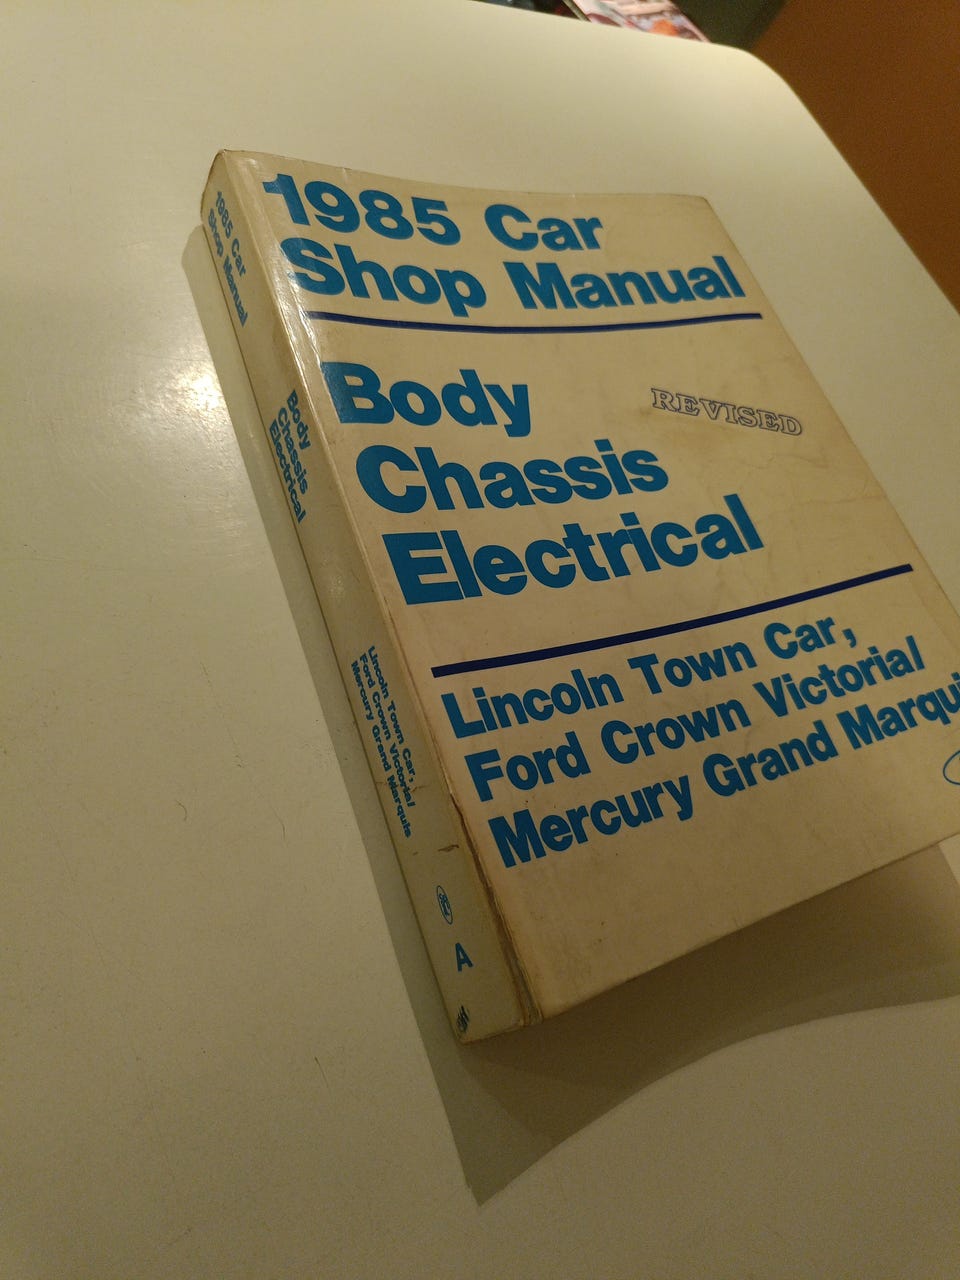 1985 Car
Shop Manual
Body
Chassis
Electrical
REVISED
Lincoln Town Car,
Ford Crown Victoria/
Mercury Grand Marqui
1985 Car
Shop Manual
Body
Chassis
Electrical
Lincoln Town Car,
Ford Crown Victoria/
Mercury Grand Marquis
A